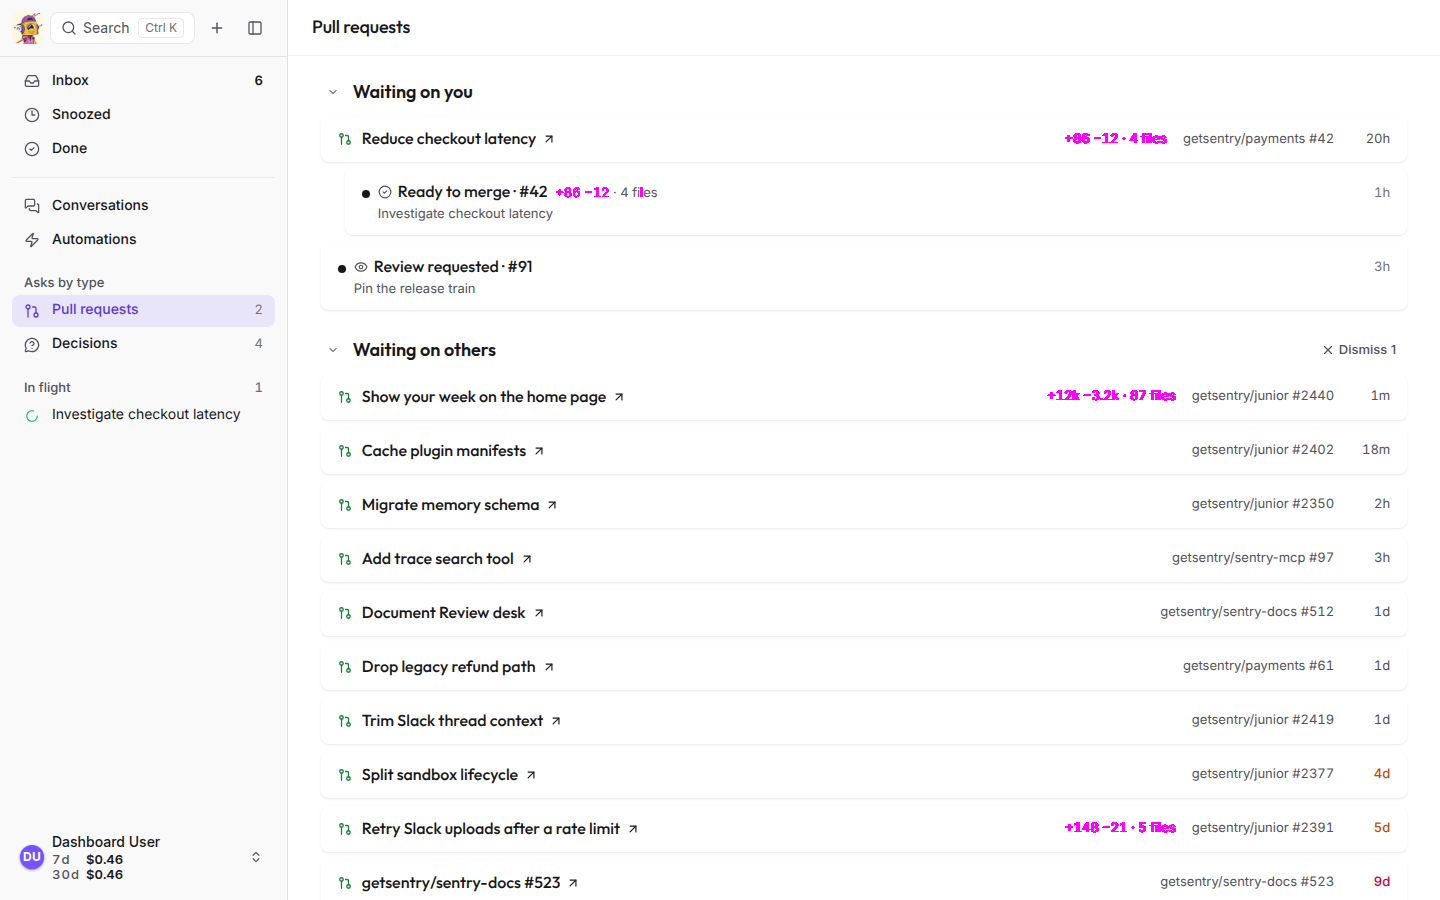 Search Ctrl K
Pull requests
Inbox 6
Snoozed
Done
Conversations
Automations
Asks by type
Pull requests 2
Decisions 4
In flight 1
Investigate checkout latency
Dashboard User
DU
7d $0.46
30d $0.46
Waiting on you
Reduce checkout latency +86 −12 · 4 files getsentry/payments #42 20h
Ready to merge · #42 +86 −12 · 4 files 1h
Investigate checkout latency
Review requested · #91 3h
Pin the release train
Waiting on others Dismiss 1
Show your week on the home page +12k −3.2k · 87 files getsentry/junior #2440 1m
Cache plugin manifests getsentry/junior #2402 18m
Migrate memory schema getsentry/junior #2350 2h
Add trace search tool getsentry/sentry-mcp #97 3h
Document Review desk getsentry/sentry-docs #512 1d
Drop legacy refund path getsentry/payments #61 1d
Trim Slack thread context getsentry/junior #2419 1d
Split sandbox lifecycle getsentry/junior #2377 4d
Retry Slack uploads after a rate limit +148 −21 · 5 files getsentry/junior #2391 5d
getsentry/sentry-docs #523 getsentry/sentry-docs #523 9d